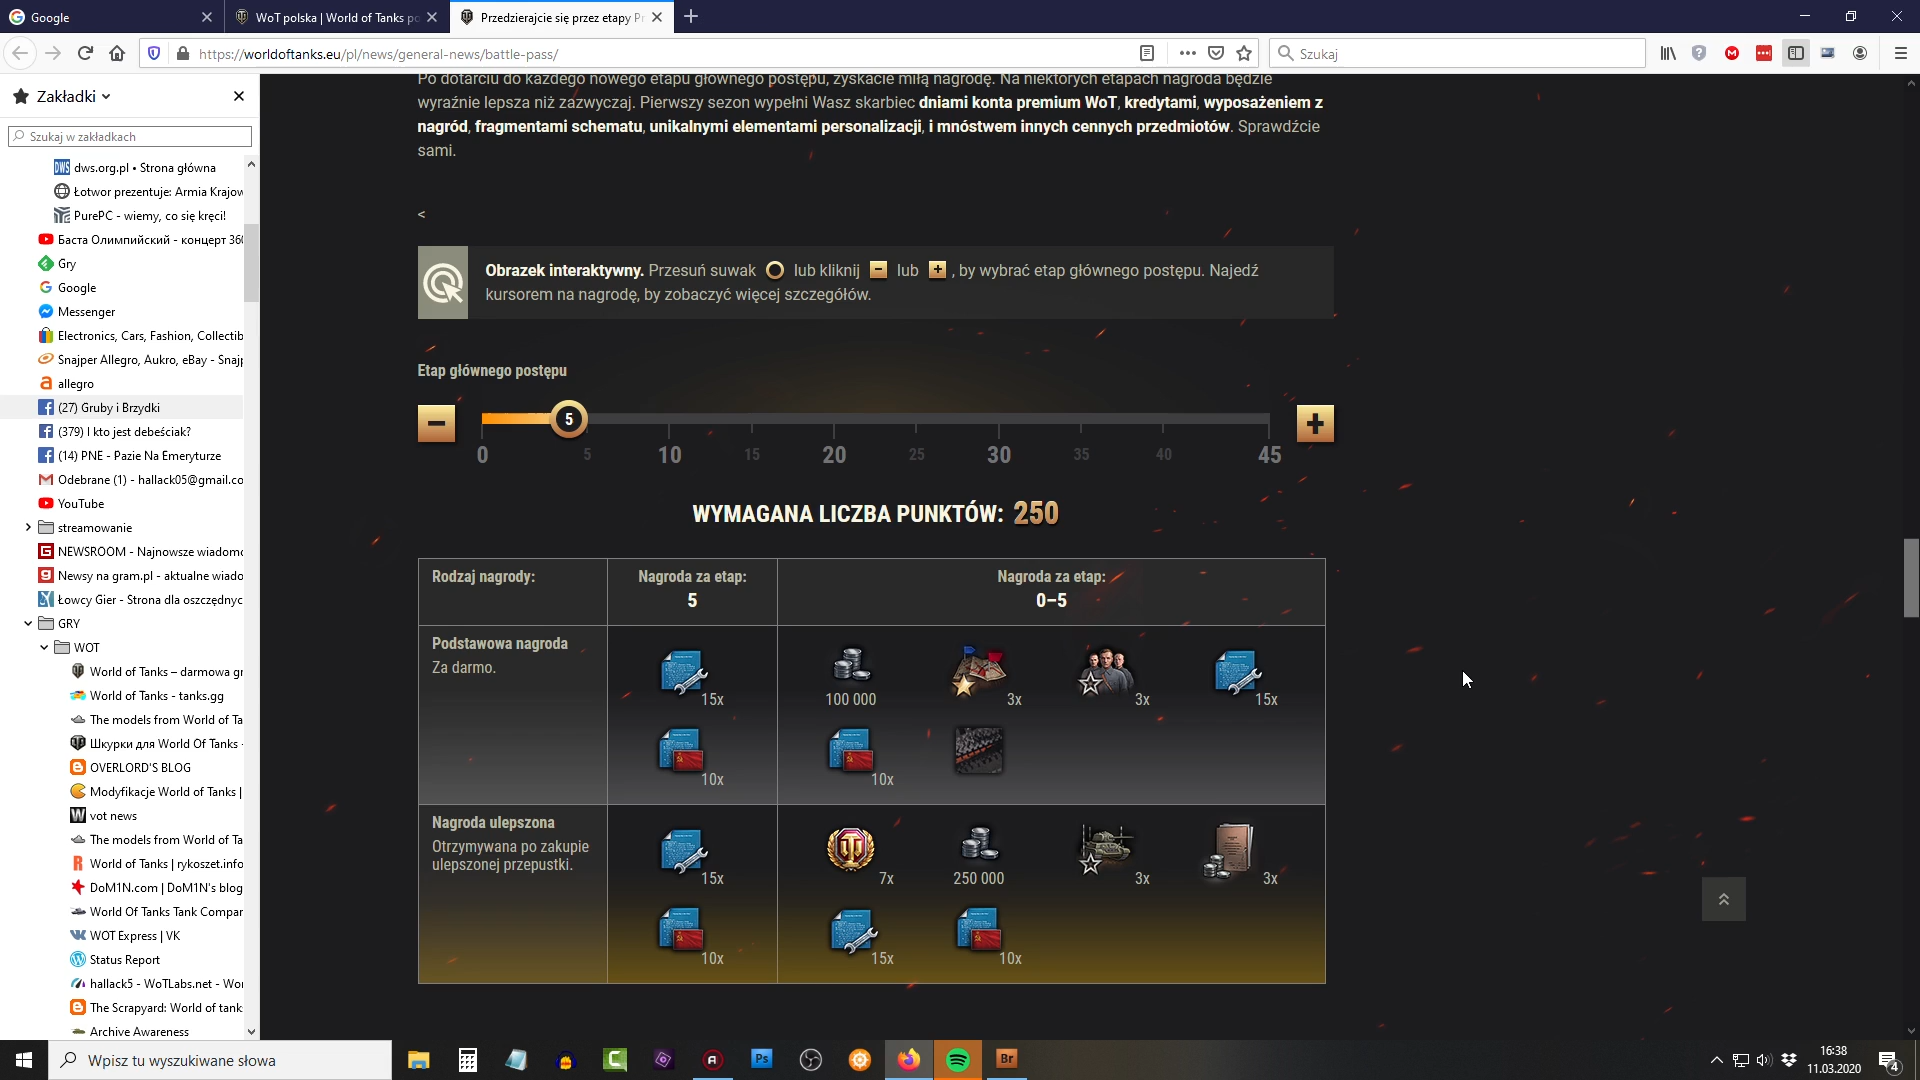 Google
WoT polska | World of Tanks po
Przedzierajcie się przez etapy Pr
https://worldoftanks.eu/pl/news/general-news/battle-pass/
Szukaj
Zakładki
Szukaj w zakładkach
dws.org.pl • Strona główna
Łotwor prezentuje: Armia Krajow
PurePC - wiemy, co się kręci!
Баста Олимпийский - концерт 360
Gry
Google
Messenger
Electronics, Cars, Fashion, Collectib
Snajper Allegro, Aukro, eBay - Snajp
allegro
(27) Gruby i Brzydki
(379) I kto jest debeściak?
(14) PNE - Pazie Na Emeryturze
Odebrane (1) - hallack05@gmail.co
YouTube
streamowanie
NEWSROOM - Najnowsze wiadomo
Newsy na gram.pl - aktualne wiado
Łowcy Gier - Strona dla oszczędnyc
GRY
WOT
World of Tanks – darmowa gr
World of Tanks - tanks.gg
The models from World of Ta
Шкурки для World Of Tanks -
OVERLORD'S BLOG
Modyfikacje World of Tanks |
vot news
The models from World of Ta
World of Tanks | rykoszet.info
DoM1N.com | DoM1N's blog
World Of Tanks Tank Compar
WOT Express | VK
Status Report
hallack5 - WoTLabs.net - Wor
The Scrapyard: World of tank
Archive Awareness
Po dotarciu do każdego nowego etapu głównego postępu, zyskacie miłą nagrodę. Na niektórych etapach nagroda będzie
wyraźnie lepsza niż zazwyczaj. Pierwszy sezon wypełni Wasz skarbiec dniami konta premium WoT, kredytami, wyposażeniem z
nagród, fragmentami schematu, unikalnymi elementami personalizacji, i mnóstwem innych cennych przedmiotów. Sprawdźcie
sami.
<
Obrazek interaktywny. Przesuń suwak lub kliknij - lub + , by wybrać etap głównego postępu. Najedź
kursorem na nagrodę, by zobaczyć więcej szczegółów.
Etap głównego postępu
5
0 5 10 15 20 25 30 35 40 45
WYMAGANA LICZBA PUNKTÓW: 250
Rodzaj nagrody:
Nagroda za etap:
5
Nagroda za etap:
0–5
Podstawowa nagroda
Za darmo.
15x
10x
100 000 3x 3x 15x
10x
Nagroda ulepszona
Otrzymywana po zakupie
ulepszonej przepustki.
15x
10x
7x 250 000 3x 3x
15x 10x
Wpisz tu wyszukiwane słowa
Ps
Br
16:38
11.03.2020
4